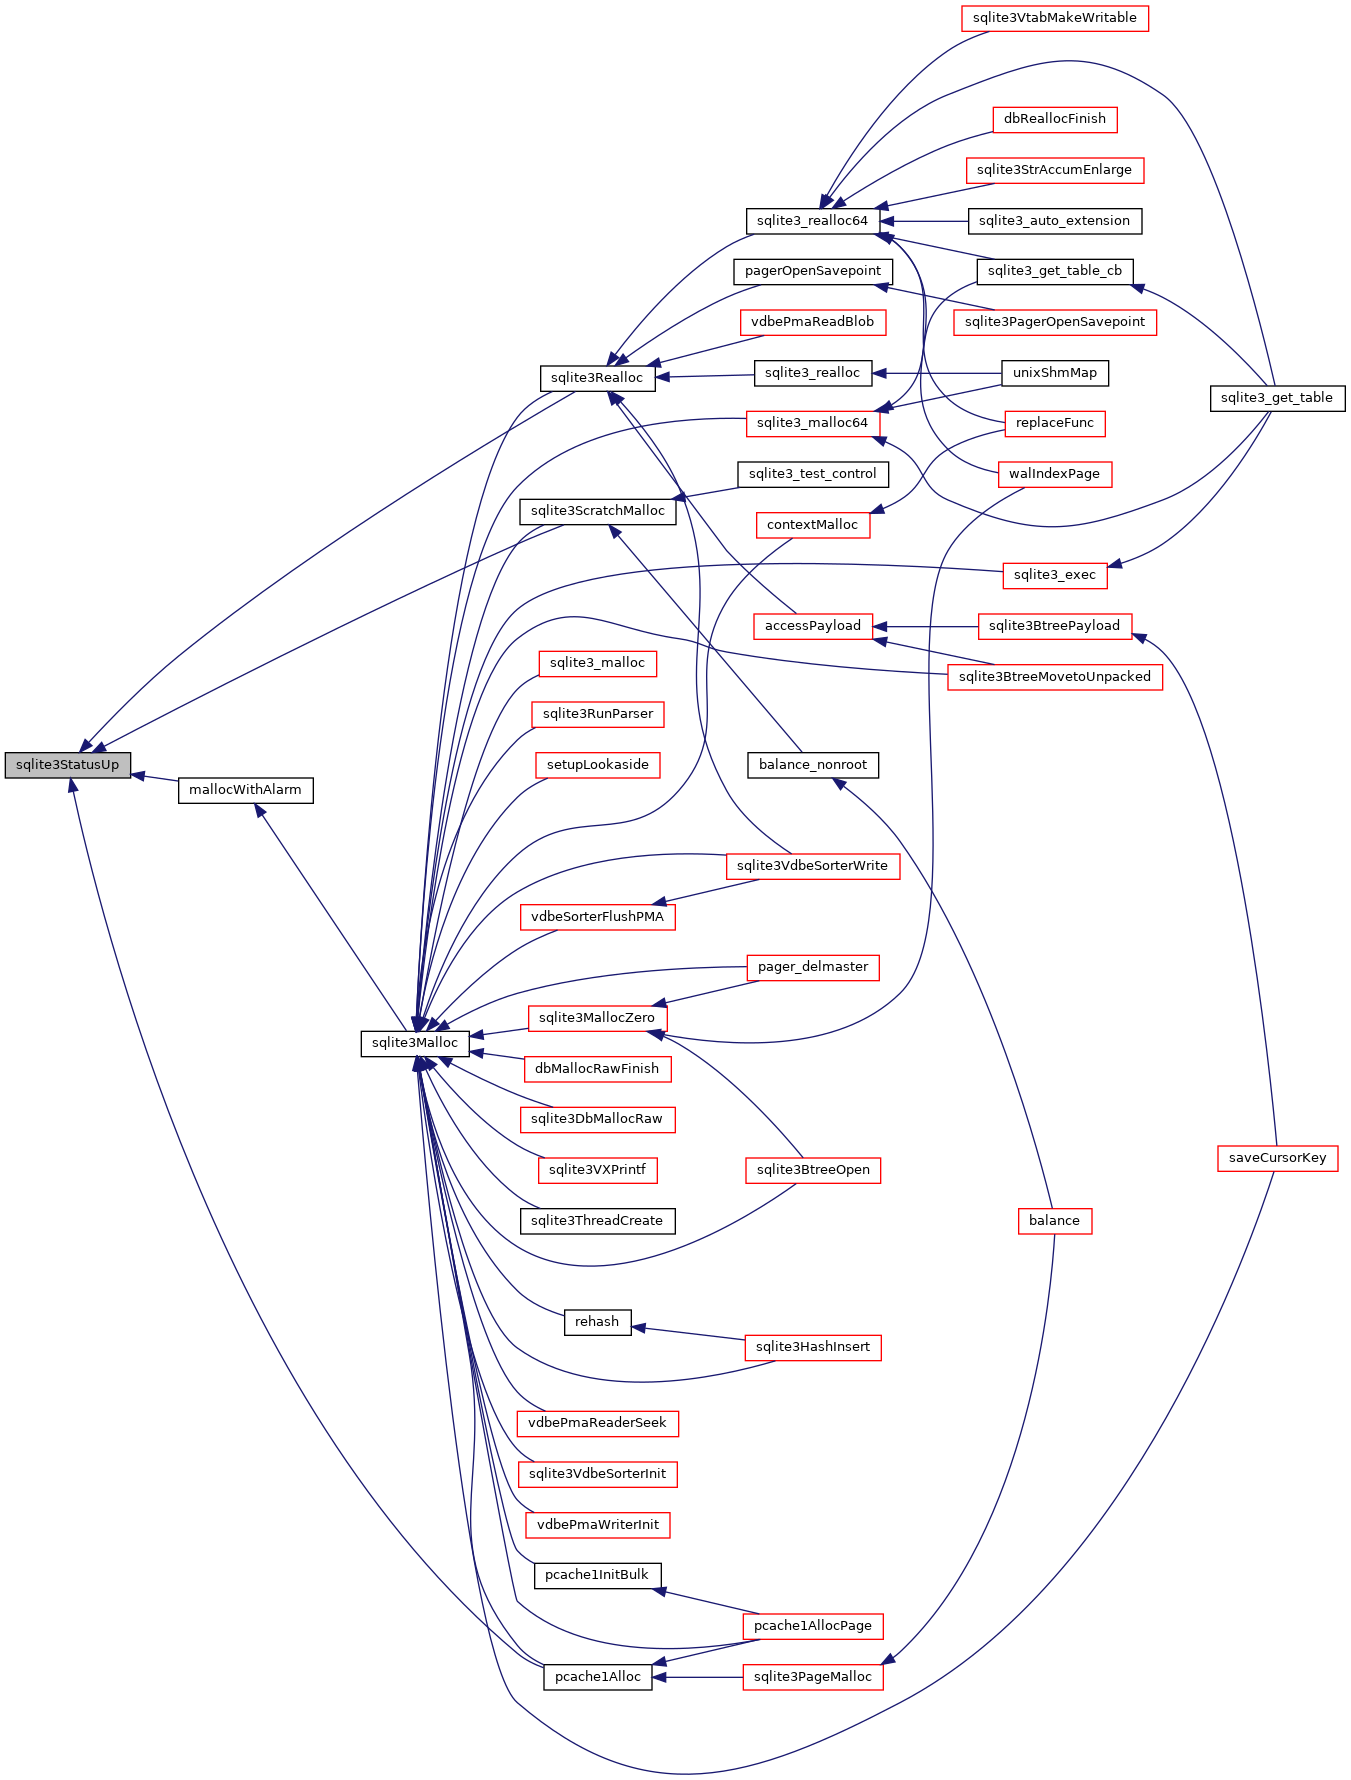 sqlite3VtabMakeWritable
dbReallocFinish
sqlite3StrAccumEnlarge
sqlite3_realloc64
sqlite3_auto_extension
pagerOpenSavepoint
sqlite3_get_table_cb
vdbePmaReadBlob
sqlite3PagerOpenSavepoint
sqlite3Realloc
sqlite3_realloc
unixShmMap
sqlite3_get_table
sqlite3_malloc64
replaceFunc
sqlite3_test_control
walIndexPage
sqlite3ScratchMalloc
contextMalloc
sqlite3_exec
accessPayload
sqlite3BtreePayload
sqlite3_malloc
sqlite3BtreeMovetoUnpacked
sqlite3RunParser
sqlite3StatusUp
setupLookaside
balance_nonroot
mallocWithAlarm
sqlite3VdbeSorterWrite
vdbeSorterFlushPMA
pager_delmaster
sqlite3MallocZero
sqlite3Malloc
dbMallocRawFinish
sqlite3DbMallocRaw
sqlite3VXPrintf
sqlite3BtreeOpen
saveCursorKey
sqlite3ThreadCreate
balance
rehash
sqlite3HashInsert
vdbePmaReaderSeek
sqlite3VdbeSorterInit
vdbePmaWriterInit
pcache1InitBulk
pcache1AllocPage
pcache1Alloc
sqlite3PageMalloc